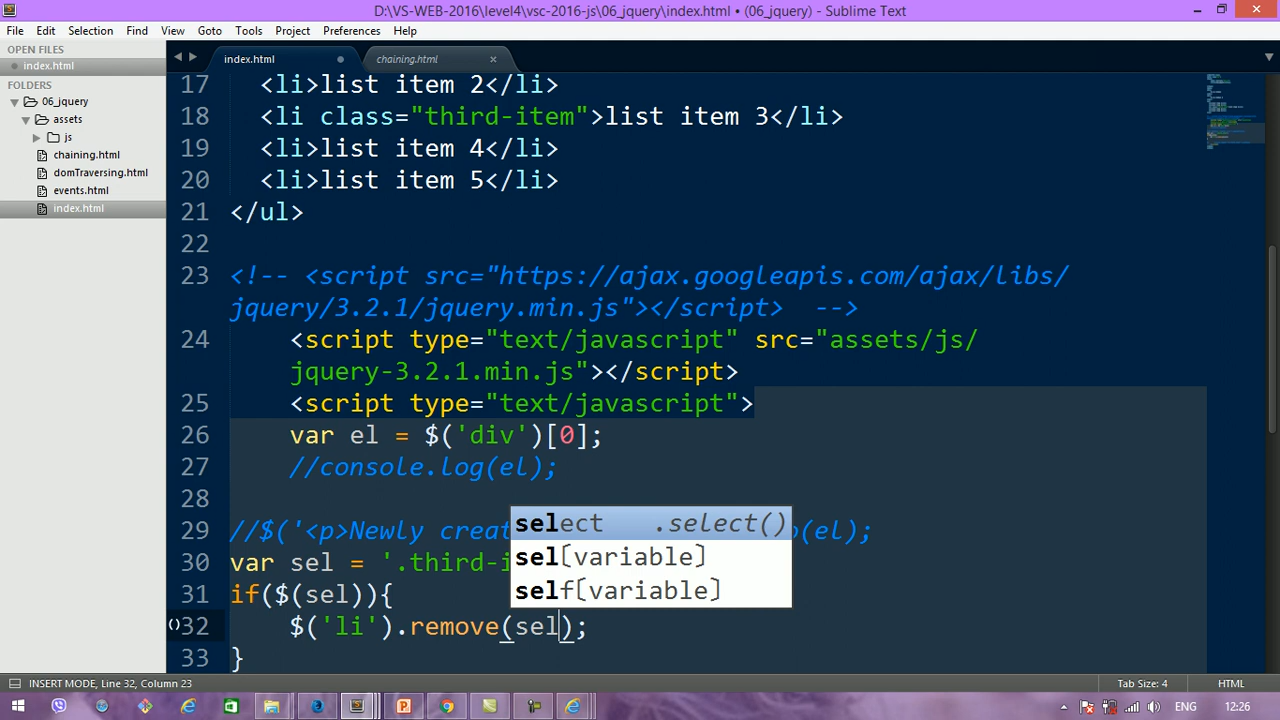 D:\VS-WEB-2016\level4\vsc-2016-js\06_jquery\index.html • (06_jquery) - Sublime Text
File Edit Selection Find View Goto Tools Project Preferences Help
OPEN FILES
index.html
FOLDERS
06_jquery
assets
js
chaining.html
domTraversing.html
events.html
index.html
index.html chaining.html
17 <li>list item 2</li>
18 <li class="third-item">list item 3</li>
19 <li>list item 4</li>
20 <li>list item 5</li>
21 </ul>
22
23 <!-- <script src="https://ajax.googleapis.com/ajax/libs/
jquery/3.2.1/jquery.min.js"></script> -->
24 <script type="text/javascript" src="assets/js/
jquery-3.2.1.min.js"></script>
25 <script type="text/javascript">
26 var el = $('div')[0];
27 //console.log(el);
28
29 //$('<p>Newly (el);
30 var sel = '.third-
31 if($(sel)){
32 $('li').remove(sel);
33 }
select .select()
sel[variable]
self[variable]
INSERT MODE, Line 32, Column 23 Tab Size: 4 HTML
ENG 12:26